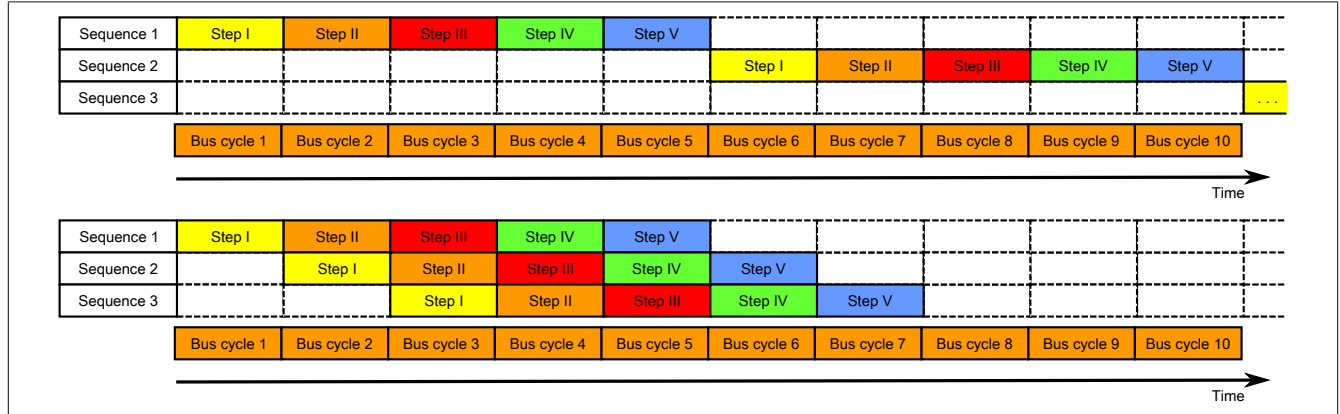 Sequence 1 Step I Step II Step III Step IV Step V
Sequence 2 Step I Step II Step III Step IV Step V
Sequence 3 . . .
Bus cycle 1 Bus cycle 2 Bus cycle 3 Bus cycle 4 Bus cycle 5 Bus cycle 6 Bus cycle 7 Bus cycle 8 Bus cycle 9 Bus cycle 10
Time
Sequence 1 Step I Step II Step III Step IV Step V
Sequence 2 Step I Step II Step III Step IV Step V
Sequence 3 Step I Step II Step III Step IV Step V
Bus cycle 1 Bus cycle 2 Bus cycle 3 Bus cycle 4 Bus cycle 5 Bus cycle 6 Bus cycle 7 Bus cycle 8 Bus cycle 9 Bus cycle 10
Time